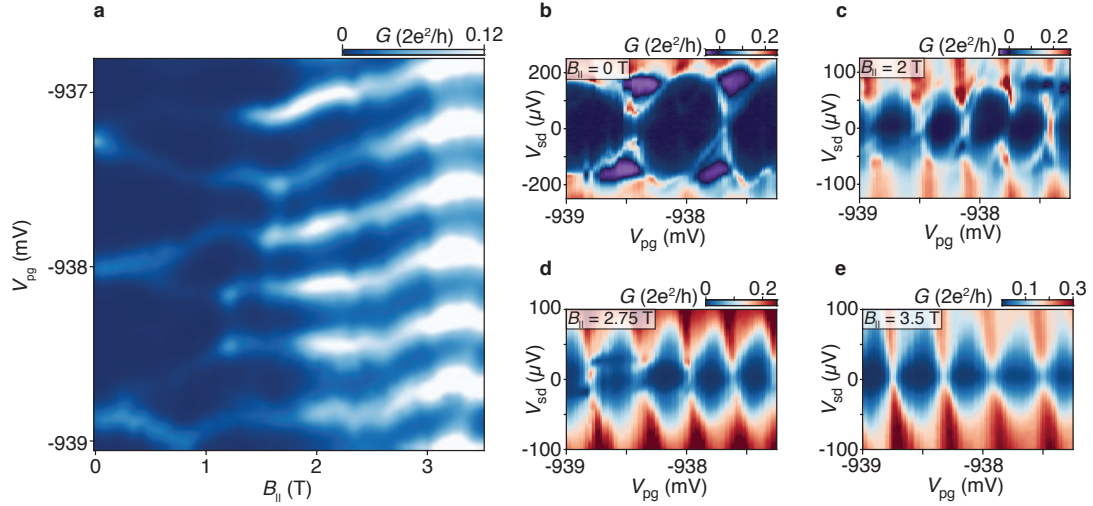 a
G (2e²/h)
0 0.12
-937
-938
-939
V_pg (mV)
0 1 2 3
B_|| (T)
b
G (2e²/h) 0 0.2
B_|| = 0 T
200
0
-200
V_sd (µV)
-939 -938
V_pg (mV)
c
G (2e²/h) 0 0.2
B_|| = 2 T
100
0
-100
V_sd (µV)
-939 -938
V_pg (mV)
d
G (2e²/h) 0 0.2
B_|| = 2.75 T
100
0
-100
V_sd (µV)
-939 -938
V_pg (mV)
e
G (2e²/h) 0.1 0.3
B_|| = 3.5 T
100
0
-100
V_sd (µV)
-939 -938
V_pg (mV)